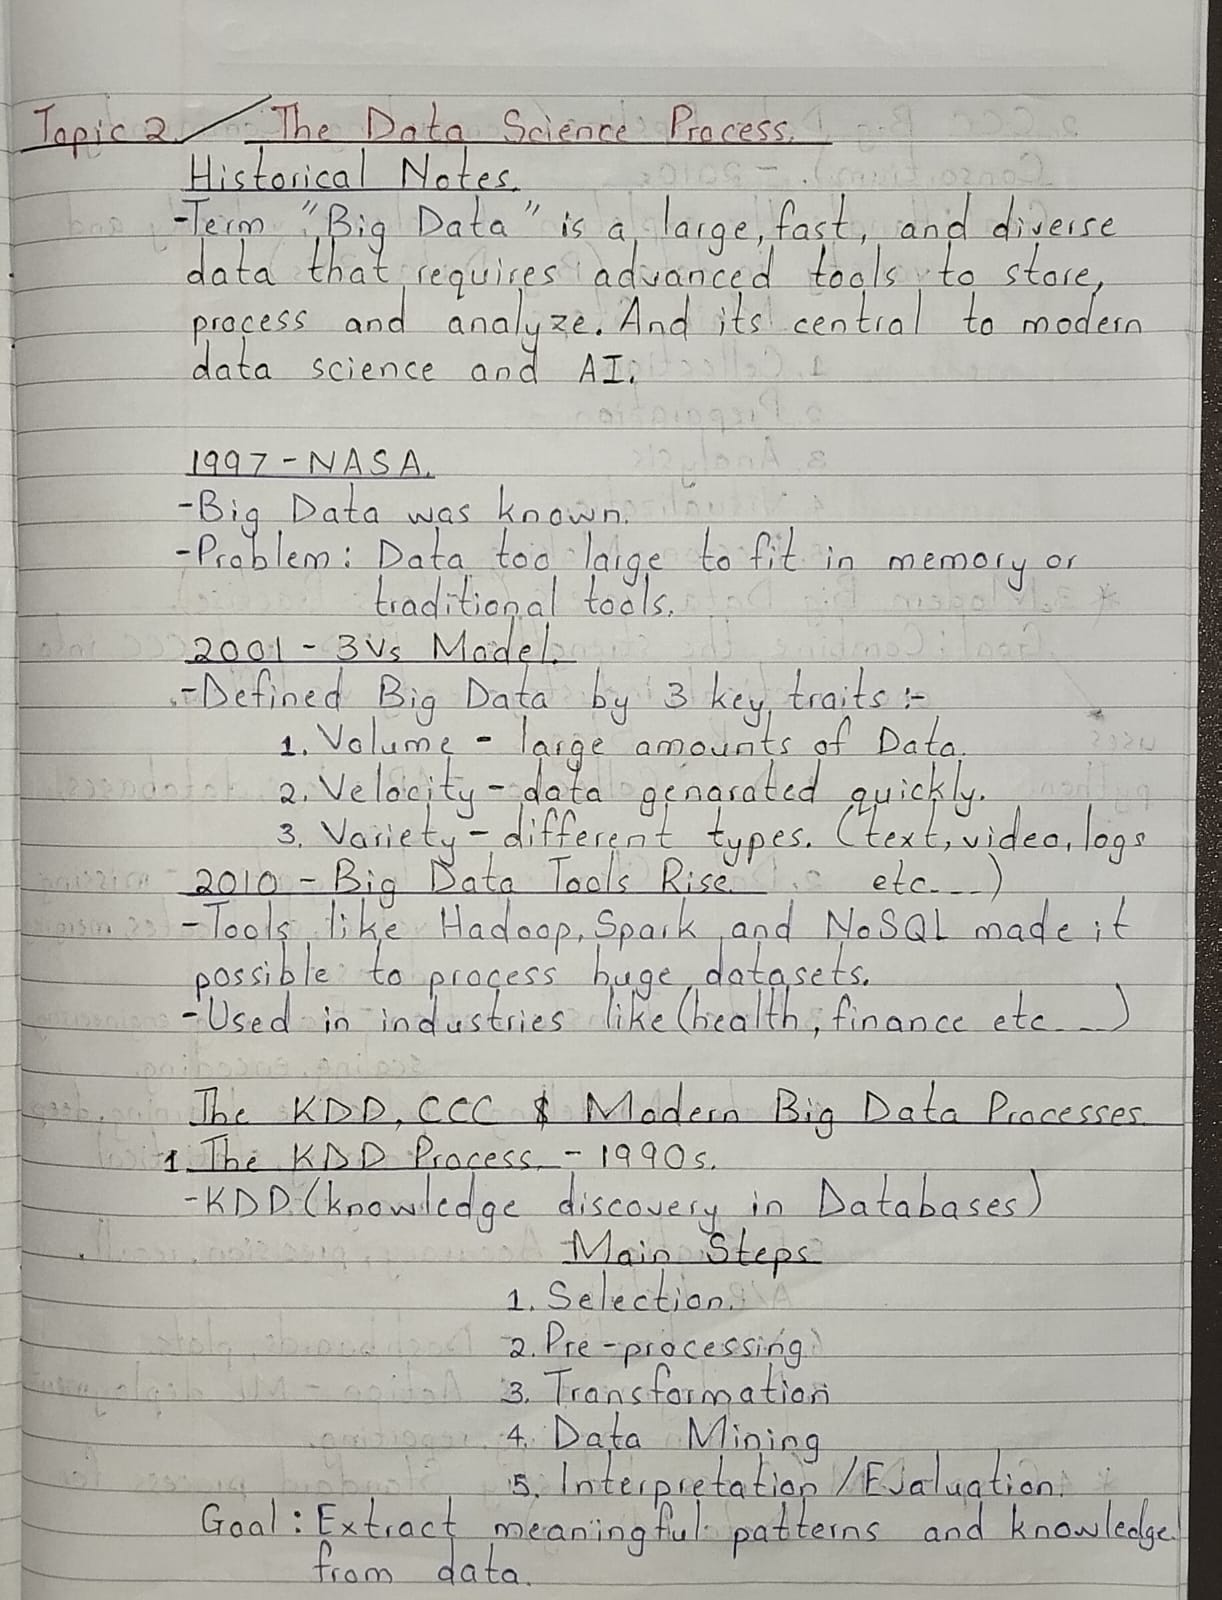 Topic 2. The Data Science Process.
Historical Notes.
-Term "Big Data" is a large, fast, and diverse
data that requires advanced tools to store,
process and analyze. And its central to modern
data science and AI.
1997 - NASA.
-Big Data was known.
-Problem: Data too large to fit in memory or
traditional tools.
2001 - 3Vs Model.
-Defined Big Data by 3 key traits :-
1. Volume - large amounts of Data.
2. Velocity - data genarated quickly.
3. Variety - different types. (text, video, logs
etc...)
2010 - Big Data Tools Rise.
-Tools like Hadoop, Spark and NoSQL made it
possible to process huge datasets.
-Used in industries like (health, finance etc...)
The KDD, CCC & Modern Big Data Processes.
1. The KDD Process. - 1990s.
-KDD (knowledge discovery in Databases)
Main Steps
1. Selection.
2. Pre-processing
3. Transformation
4. Data Mining
5. Interpretation / Evaluation.
Goal: Extract meaningful patterns and knowledge
from data.